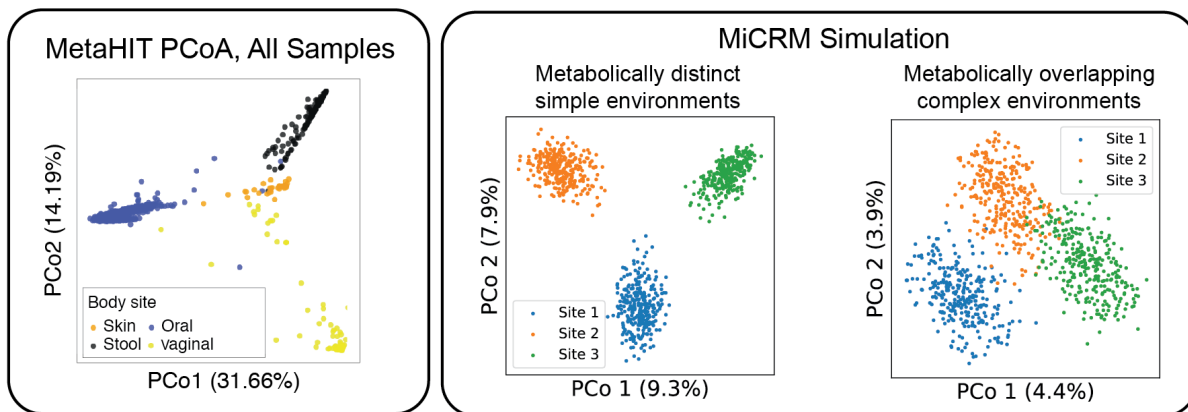 MetaHIT PCoA, All Samples
PCo2 (14.19%)
Body site
Skin
Oral
Stool
vaginal
PCo1 (31.66%)
MiCRM Simulation
Metabolically distinct
simple environments
PCo 2 (7.9%)
Site 1
Site 2
Site 3
PCo 1 (9.3%)
Metabolically overlapping
complex environments
PCo 2 (3.9%)
Site 1
Site 2
Site 3
PCo 1 (4.4%)